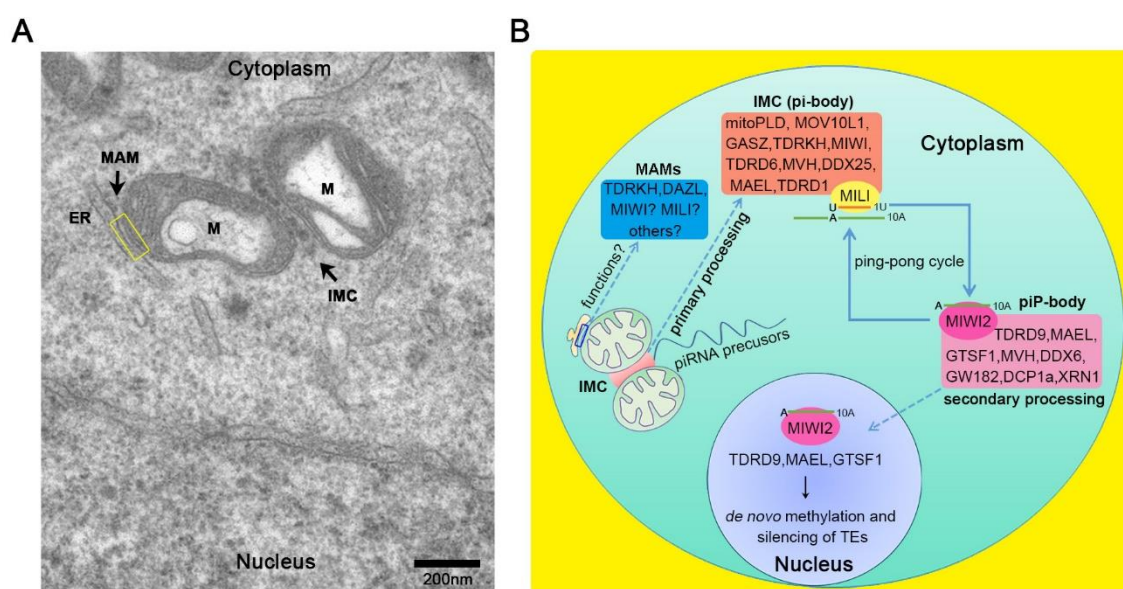 A
Cytoplasm
MAM
ER
M
M
IMC
Nucleus
200nm
B
IMC (pi-body)
mitoPLD, MOV10L1,
GASZ,TDRKH,MIWI,
TDRD6,MVH,DDX25,
MAEL,TDRD1
Cytoplasm
MAMs
TDRKH,DAZL,
MIWI? MILI?
others?
MILI
U 1U
A 10A
functions?
primary processing
ping-pong cycle
piRNA precusors
IMC
A 10A
MIWI2
piP-body
TDRD9,MAEL,
GTSF1,MVH,DDX6,
GW182,DCP1a,XRN1
secondary processing
A 10A
MIWI2
TDRD9,MAEL,GTSF1
de novo methylation and
silencing of TEs
Nucleus